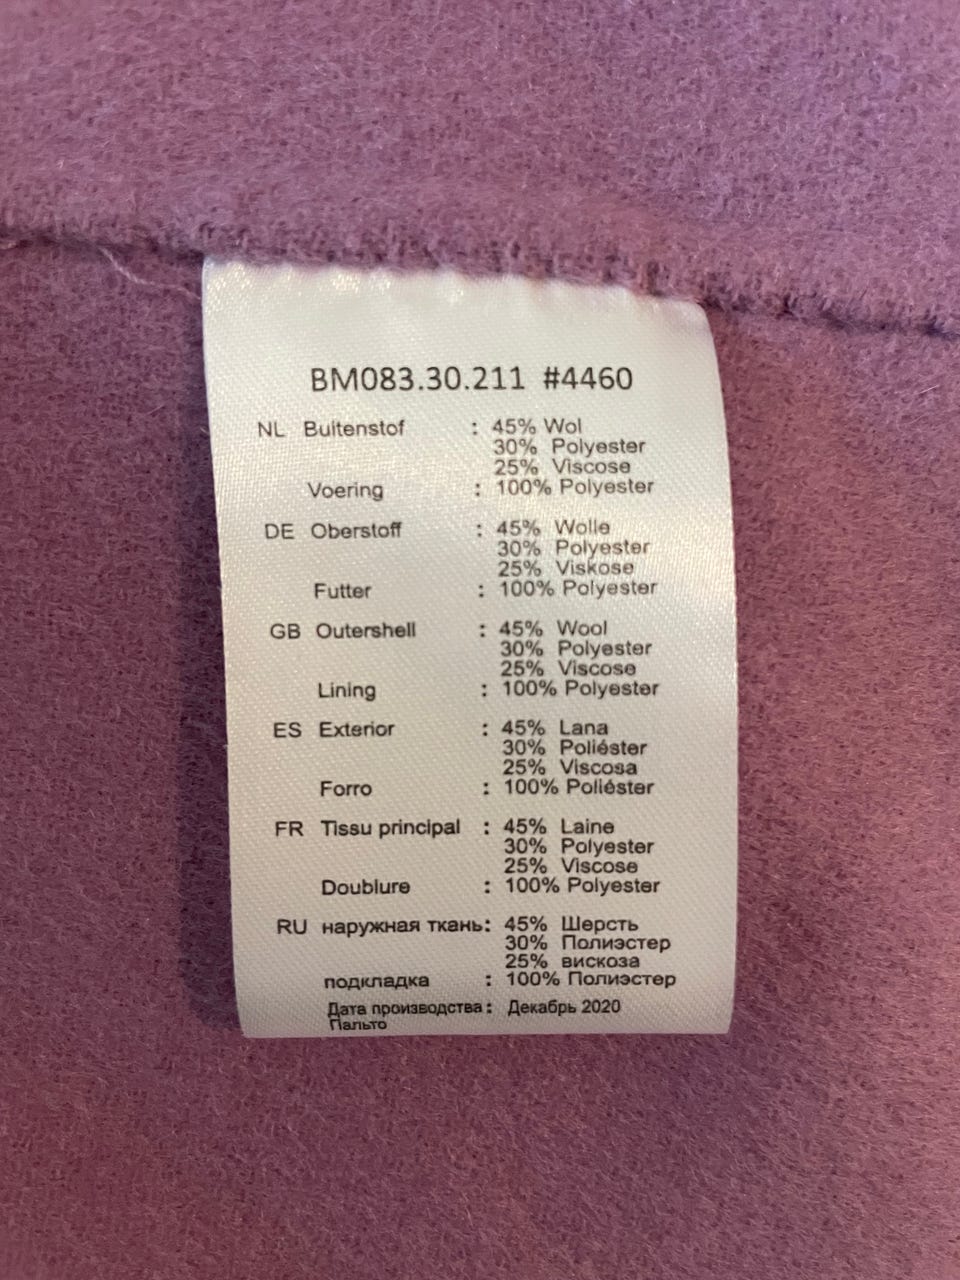 BM083.30.211 #4460
NL Buitenstof : 45% Wol
30% Polyester
25% Viscose
Voering : 100% Polyester
DE Oberstoff : 45% Wolle
30% Polyester
25% Viskose
Futter : 100% Polyester
GB Outershell : 45% Wool
30% Polyester
25% Viscose
Lining : 100% Polyester
ES Exterior : 45% Lana
30% Poliéster
25% Viscosa
Forro : 100% Poliéster
FR Tissu principal : 45% Laine
30% Polyester
25% Viscose
Doublure : 100% Polyester
RU наружная ткань: 45% Шерсть
30% Полиэстер
25% вискоза
подкладка : 100% Полиэстер
Дата производства : Декабрь 2020
Пальто